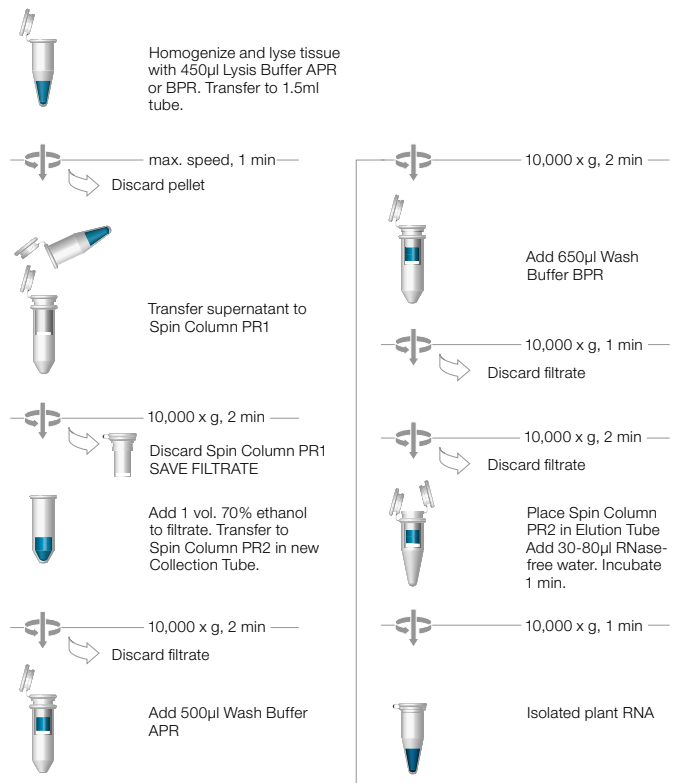 Homogenize and lyse tissue
with 450µl Lysis Buffer APR
or BPR. Transfer to 1.5ml
tube.
max. speed, 1 min
Discard pellet
Transfer supernatant to
Spin Column PR1
10,000 x g, 2 min
Discard Spin Column PR1
SAVE FILTRATE
Add 1 vol. 70% ethanol
to filtrate. Transfer to
Spin Column PR2 in new
Collection Tube.
10,000 x g, 2 min
Discard filtrate
Add 500µl Wash Buffer
APR
10,000 x g, 2 min
Add 650µl Wash
Buffer BPR
10,000 x g, 1 min
Discard filtrate
10,000 x g, 2 min
Discard filtrate
Place Spin Column
PR2 in Elution Tube
Add 30-80µl RNase-
free water. Incubate
1 min.
10,000 x g, 1 min
Isolated plant RNA